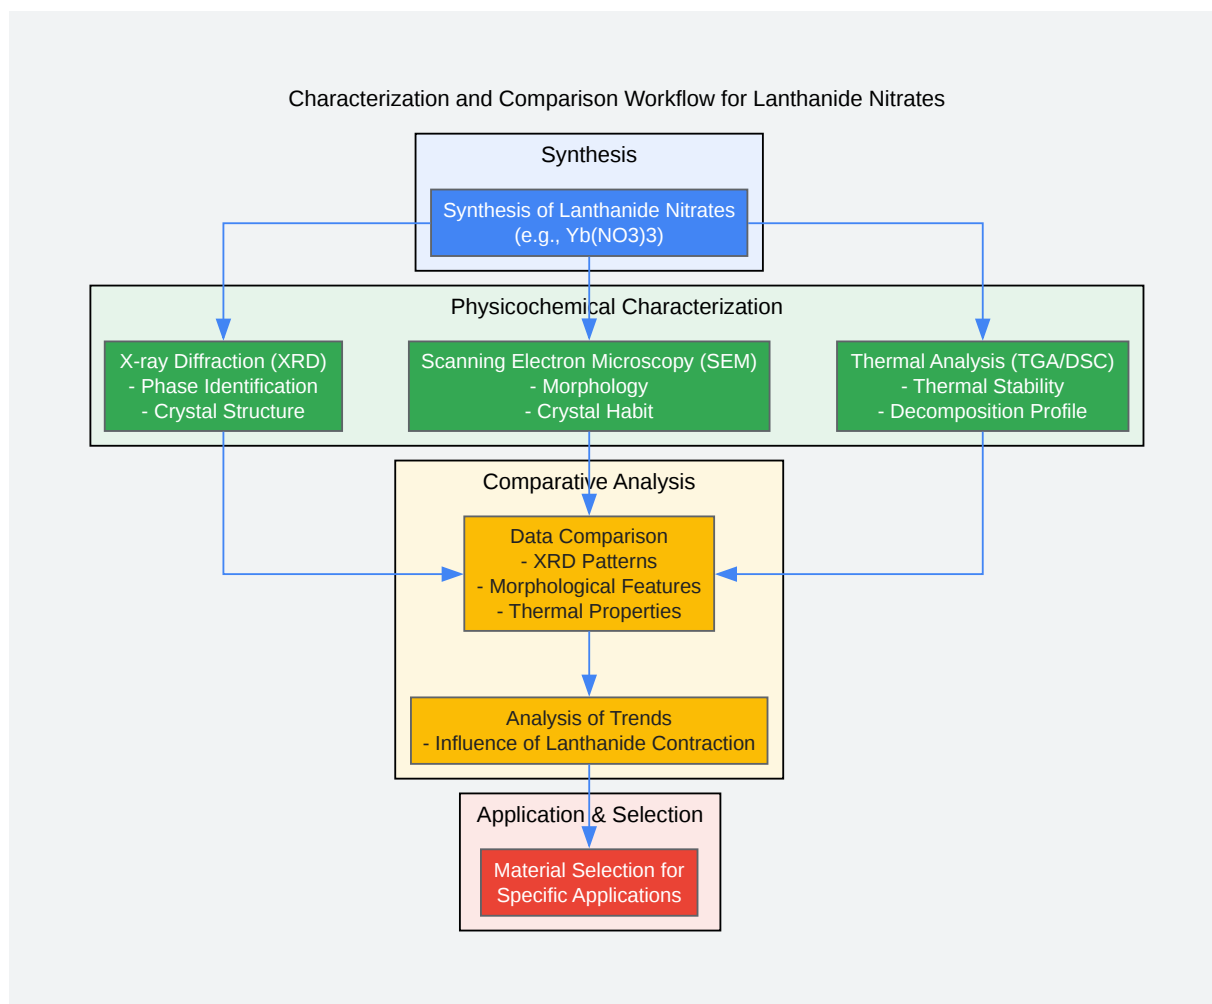 Characterization and Comparison Workflow for Lanthanide Nitrates
Synthesis
Synthesis of Lanthanide Nitrates
(e.g., Yb(NO3)3)
Physicochemical Characterization
X-ray Diffraction (XRD)
- Phase Identification
- Crystal Structure
Scanning Electron Microscopy (SEM)
- Morphology
- Crystal Habit
Thermal Analysis (TGA/DSC)
- Thermal Stability
- Decomposition Profile
Comparative Analysis
Data Comparison
- XRD Patterns
- Morphological Features
- Thermal Properties
Analysis of Trends
- Influence of Lanthanide Contraction
Application & Selection
Material Selection for
Specific Applications